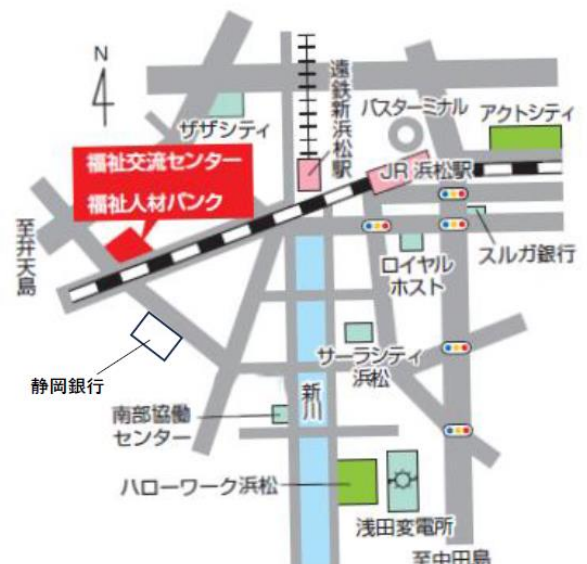 N
ザザシティ
遠鉄新浜松駅
バスターミナル
アクトシティ
福祉交流センター
福祉人材バンク
JR 浜松駅
至弁天島
スルガ銀行
ロイヤル
ホスト
静岡銀行
サーラシティ
浜松
新川
南部協働
センター
ハローワーク浜松
浅田変電所
至中田島